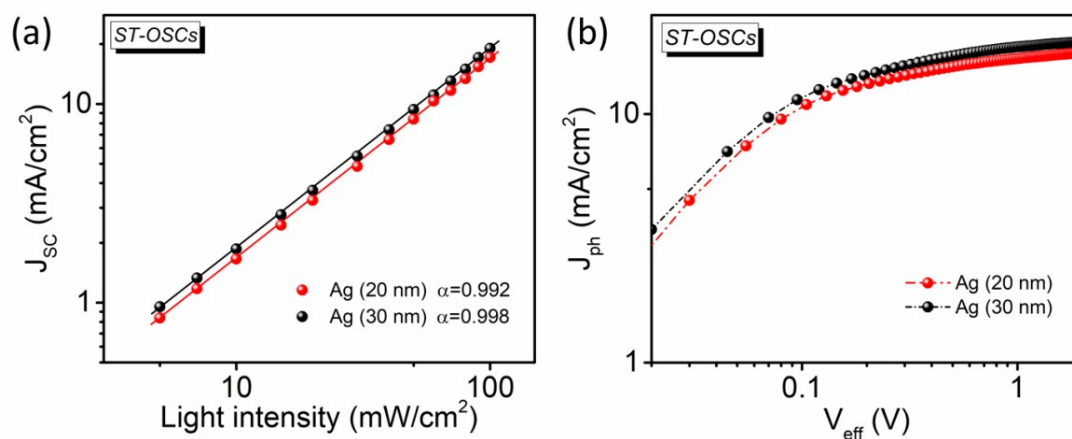 (a)
ST-OSCs
J_SC (mA/cm²)
10
1
Ag (20 nm) α=0.992
Ag (30 nm) α=0.998
10
100
Light intensity (mW/cm²)
(b)
ST-OSCs
J_ph (mA/cm²)
10
1
Ag (20 nm)
Ag (30 nm)
0.1
1
V_eff (V)